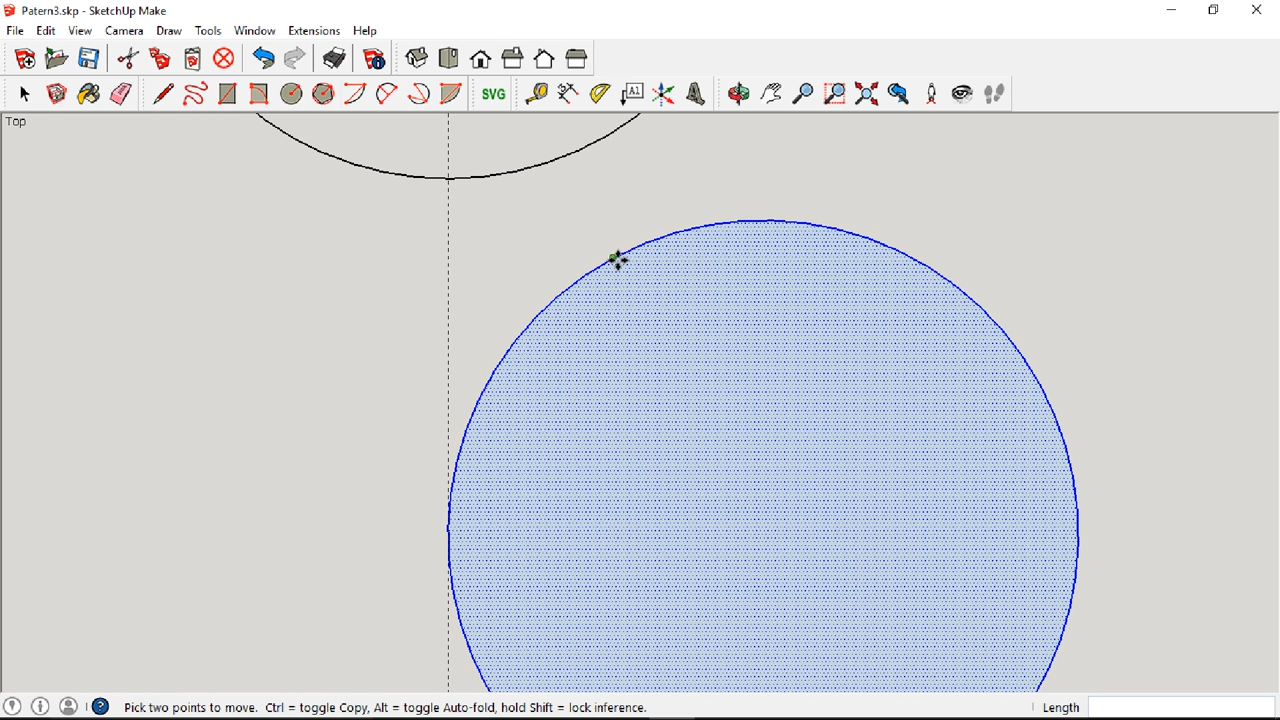 Patern3.skp - SketchUp Make
File Edit View Camera Draw Tools Window Extensions Help
SVG A1
Top
Pick two points to move. Ctrl = toggle Copy, Alt = toggle Auto-fold, hold Shift = lock inference. Length